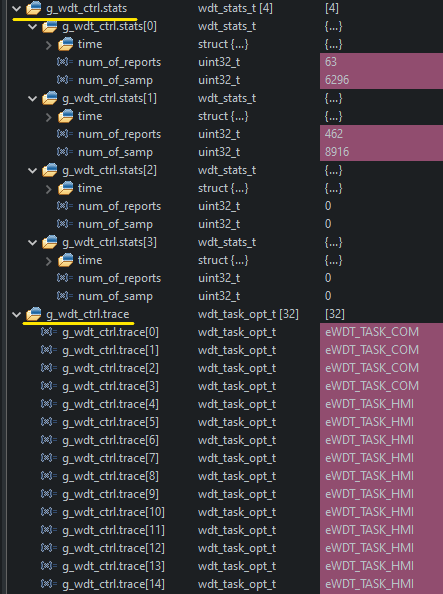 g_wdt_ctrl.stats wdt_stats_t [4] [4]
g_wdt_ctrl.stats[0] wdt_stats_t {...}
time struct {...} {...}
num_of_reports uint32_t 63
num_of_samp uint32_t 6296
g_wdt_ctrl.stats[1] wdt_stats_t {...}
time struct {...} {...}
num_of_reports uint32_t 462
num_of_samp uint32_t 8916
g_wdt_ctrl.stats[2] wdt_stats_t {...}
time struct {...} {...}
num_of_reports uint32_t 0
num_of_samp uint32_t 0
g_wdt_ctrl.stats[3] wdt_stats_t {...}
time struct {...} {...}
num_of_reports uint32_t 0
num_of_samp uint32_t 0
g_wdt_ctrl.trace wdt_task_opt_t [32] [32]
g_wdt_ctrl.trace[0] wdt_task_opt_t eWDT_TASK_COM
g_wdt_ctrl.trace[1] wdt_task_opt_t eWDT_TASK_COM
g_wdt_ctrl.trace[2] wdt_task_opt_t eWDT_TASK_COM
g_wdt_ctrl.trace[3] wdt_task_opt_t eWDT_TASK_COM
g_wdt_ctrl.trace[4] wdt_task_opt_t eWDT_TASK_HMI
g_wdt_ctrl.trace[5] wdt_task_opt_t eWDT_TASK_HMI
g_wdt_ctrl.trace[6] wdt_task_opt_t eWDT_TASK_HMI
g_wdt_ctrl.trace[7] wdt_task_opt_t eWDT_TASK_HMI
g_wdt_ctrl.trace[8] wdt_task_opt_t eWDT_TASK_HMI
g_wdt_ctrl.trace[9] wdt_task_opt_t eWDT_TASK_HMI
g_wdt_ctrl.trace[10] wdt_task_opt_t eWDT_TASK_HMI
g_wdt_ctrl.trace[11] wdt_task_opt_t eWDT_TASK_HMI
g_wdt_ctrl.trace[12] wdt_task_opt_t eWDT_TASK_HMI
g_wdt_ctrl.trace[13] wdt_task_opt_t eWDT_TASK_HMI
g_wdt_ctrl.trace[14] wdt_task_opt_t eWDT_TASK_HMI